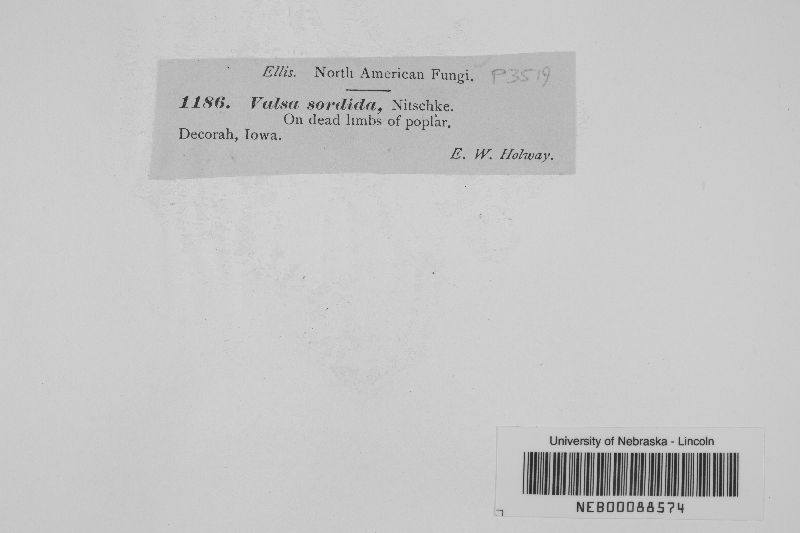 Ellis. North American Fungi. P3519
1186. Valsa sordida, Nitschke.
On dead limbs of poplar.
Decorah, Iowa.
E. W. Holway.
University of Nebraska - Lincoln
NEB00088574